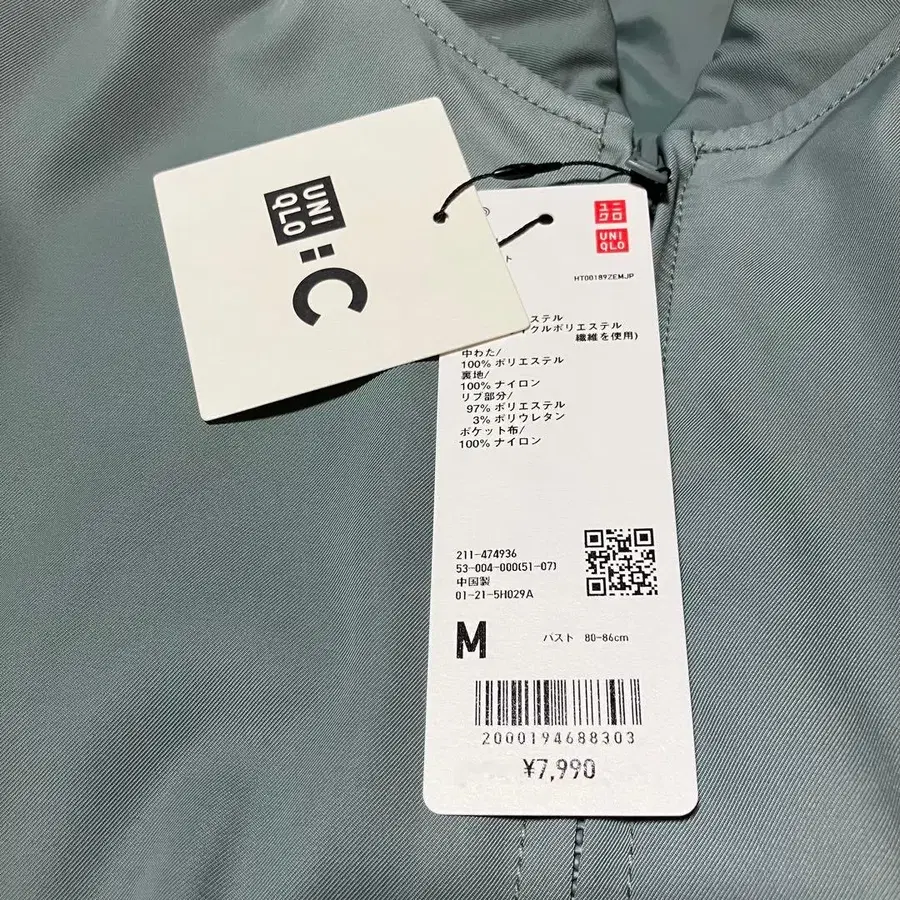 UNI
QLO
:C
ユニ
クロ
UNI
QLO
®
ト
HT00189ZEMJP
ステル
クルポリエステル
繊維を使用)
中わた/
100% ポリエステル
裏地/
100% ナイロン
リブ部分/
97% ポリエステル
3% ポリウレタン
ポケット布/
100% ナイロン
211-474936
53-004-000(51-07)
中国製
01-21-5H029A
M バスト 80-86cm
2000194688303
¥7,990